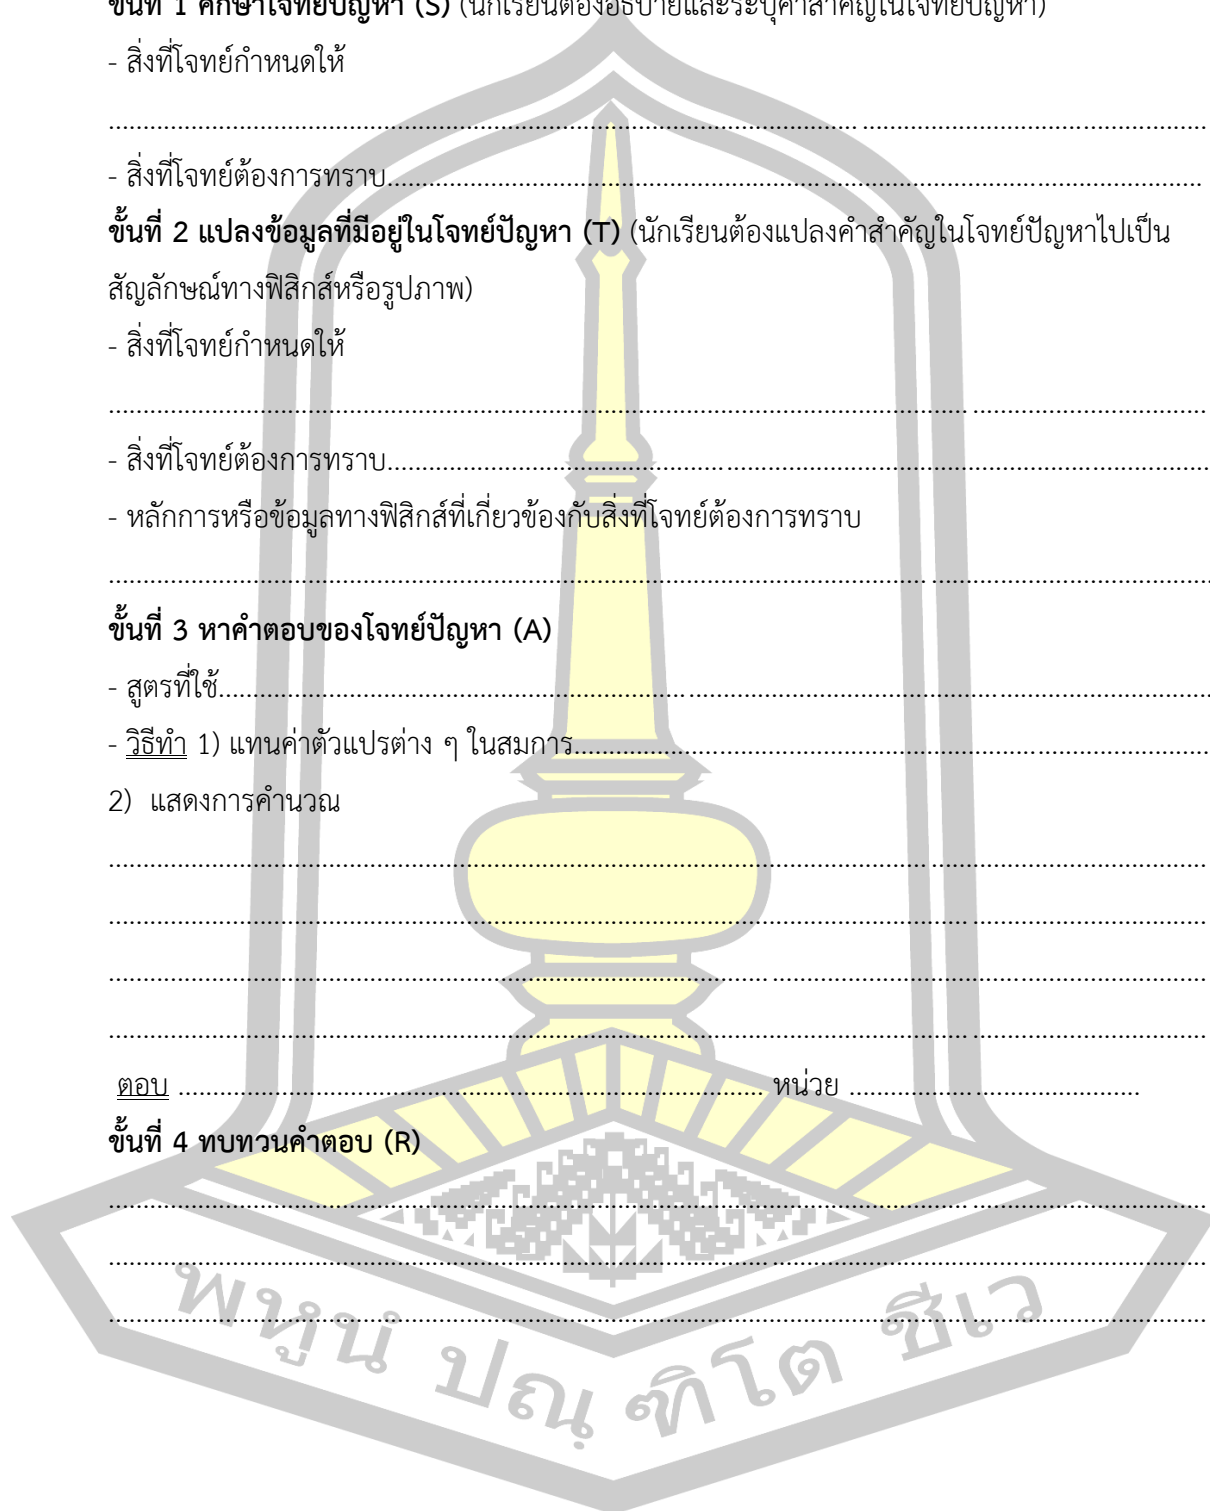 ขั้นที่ 1 ศึกษาโจทย์ปัญหา (S) (นักเรียนต้องอธิบายและระบุคำสำคัญในโจทย์ปัญหา)
- สิ่งที่โจทย์กำหนดให้
........................................................................................................................................................
- สิ่งที่โจทย์ต้องการทราบ....................................................................................................................
ขั้นที่ 2 แปลงข้อมูลที่มีอยู่ในโจทย์ปัญหา (T) (นักเรียนต้องแปลงคำสำคัญในโจทย์ปัญหาไปเป็น
สัญลักษณ์ทางฟิสิกส์หรือรูปภาพ)
- สิ่งที่โจทย์กำหนดให้
........................................................................................................................................................
- สิ่งที่โจทย์ต้องการทราบ....................................................................................................................
- หลักการหรือข้อมูลทางฟิสิกส์ที่เกี่ยวข้องกับสิ่งที่โจทย์ต้องการทราบ
........................................................................................................................................................
ขั้นที่ 3 หาคำตอบของโจทย์ปัญหา (A)
- สูตรที่ใช้............................................................................................................................................
- วิธีทำ 1) แทนค่าตัวแปรต่าง ๆ ในสมการ............................................................................................
2) แสดงการคำนวณ
........................................................................................................................................................
........................................................................................................................................................
........................................................................................................................................................
........................................................................................................................................................
ตอบ .................................................................................... หน่วย ..........................................
ขั้นที่ 4 ทบทวนคำตอบ (R)
........................................................................................................................................................
........................................................................................................................................................
........................................................................................................................................................
พหูนํ ปณฺฑิโต ชีเว